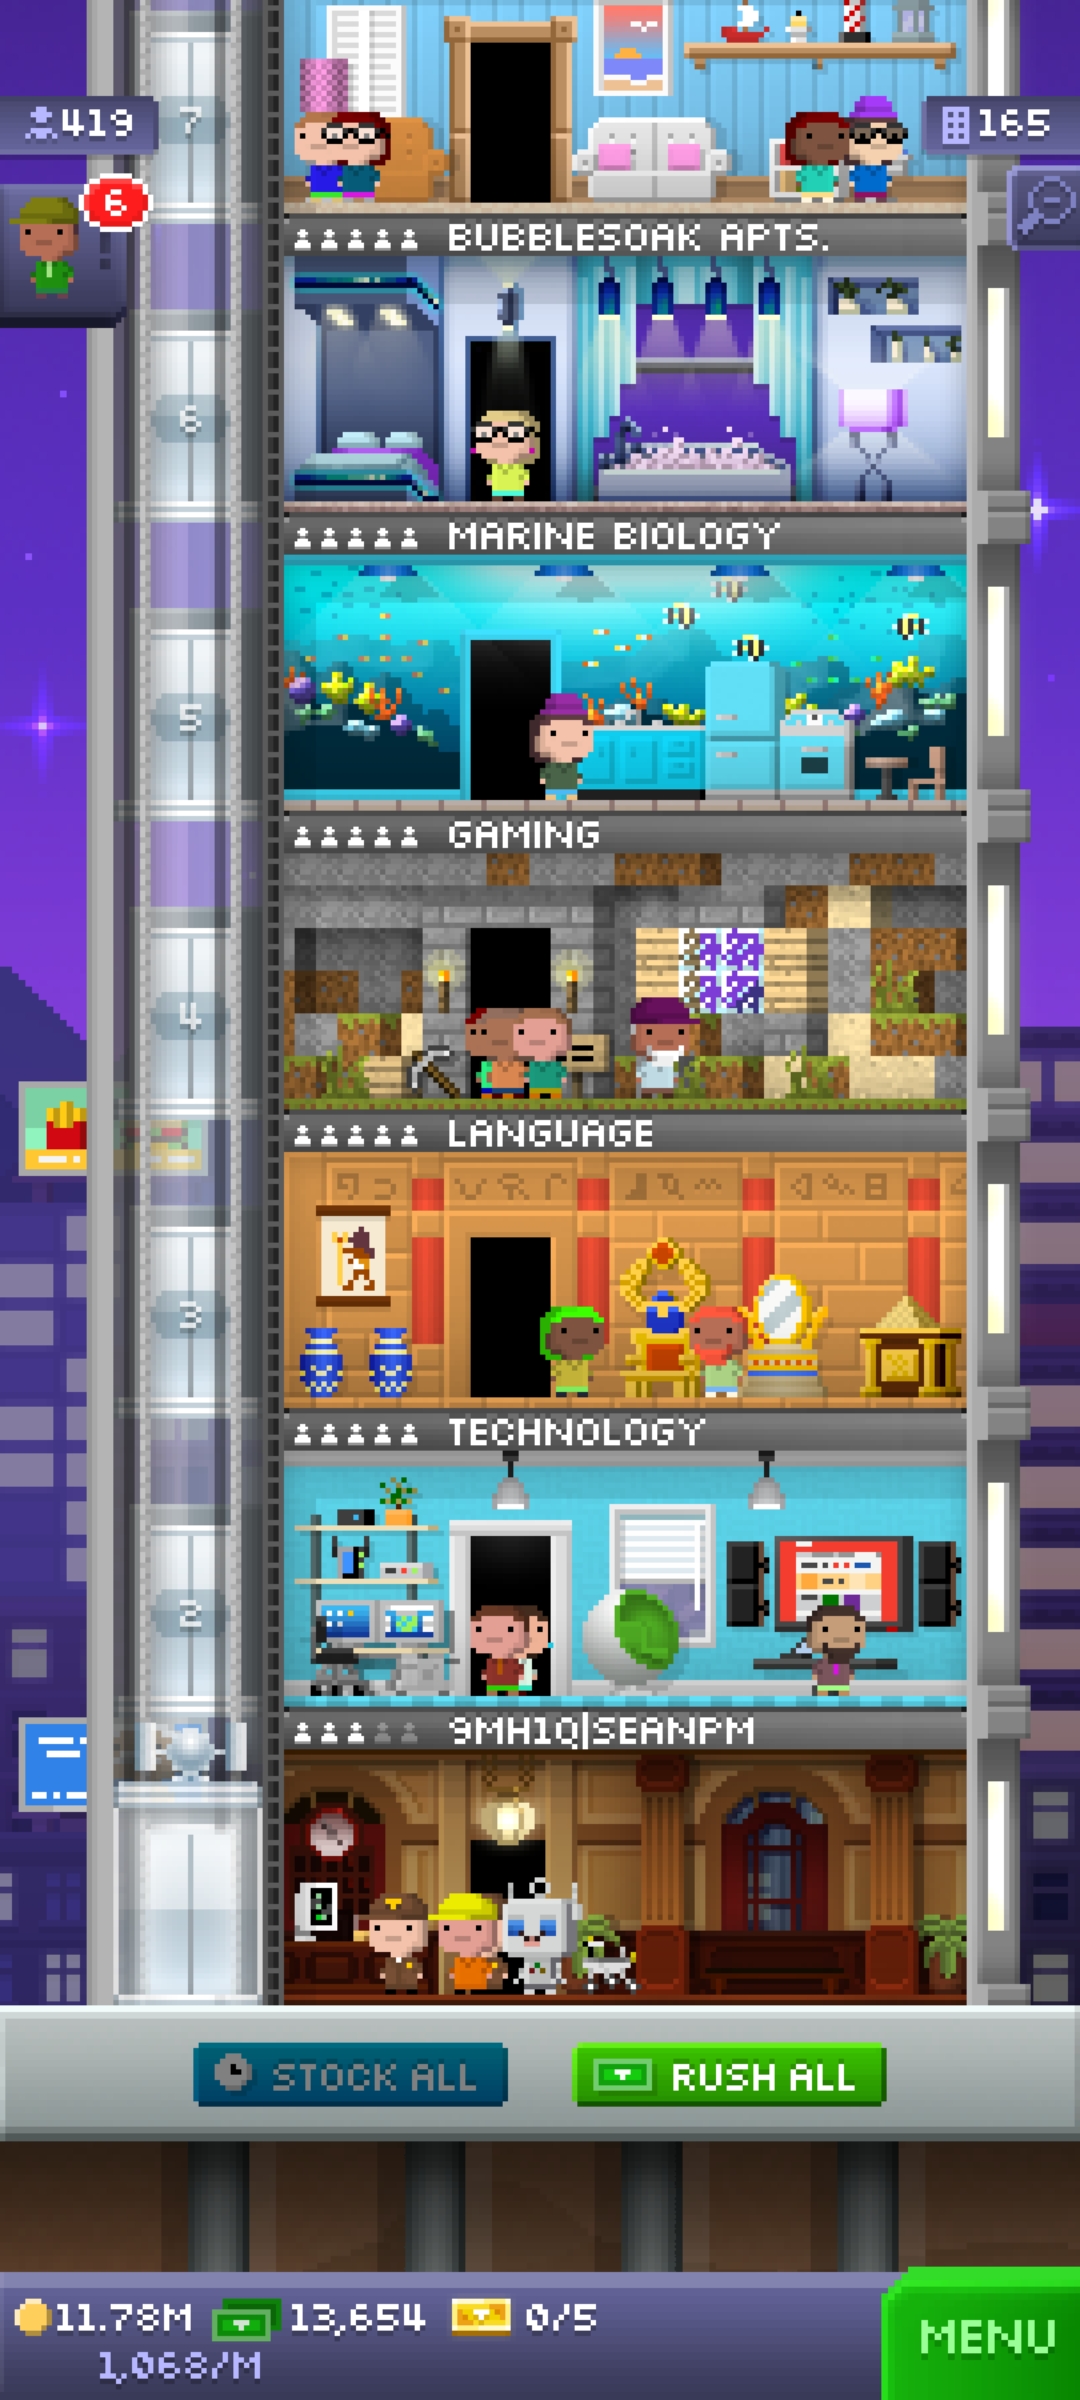 7
419
165
6
BUBBLESOAK APTS.
6
MARINE BIOLOGY
5
GAMING
4
LANGUAGE
3
TECHNOLOGY
2
9MH1Q|SEANPM
STOCK ALL
RUSH ALL
11.78M
13,654
0/5
1,068/M
MENU